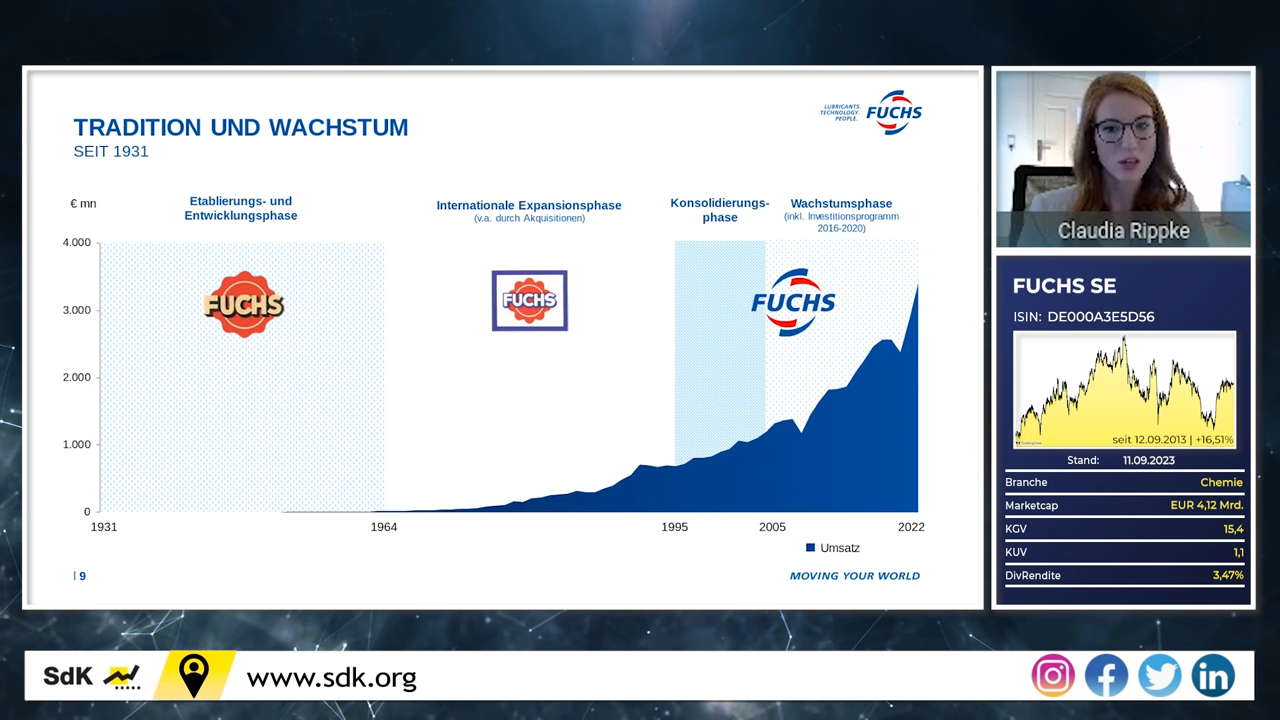 TRADITION UND WACHSTUM
SEIT 1931
LUBRICANTS.
TECHNOLOGY.
PEOPLE.
FUCHS
€ mn
Etablierungs- und
Entwicklungsphase
Internationale Expansionsphase
(v.a. durch Akquisitionen)
Konsolidierungs-
phase
Wachstumsphase
(inkl. Investitionsprogramm
2016-2020)
4.000
3.000
2.000
1.000
0
FUCHS
FUCHS
FUCHS
1931
1964
1995
2005
2022
Umsatz
| 9
MOVING YOUR WORLD
Claudia Rippke
FUCHS SE
ISIN: DE000A3E5D56
seit 12.09.2013 | +16,51%
Stand: 11.09.2023
Branche Chemie
Marketcap EUR 4,12 Mrd.
KGV 15,4
KUV 1,1
DivRendite 3,47%
SdK
www.sdk.org